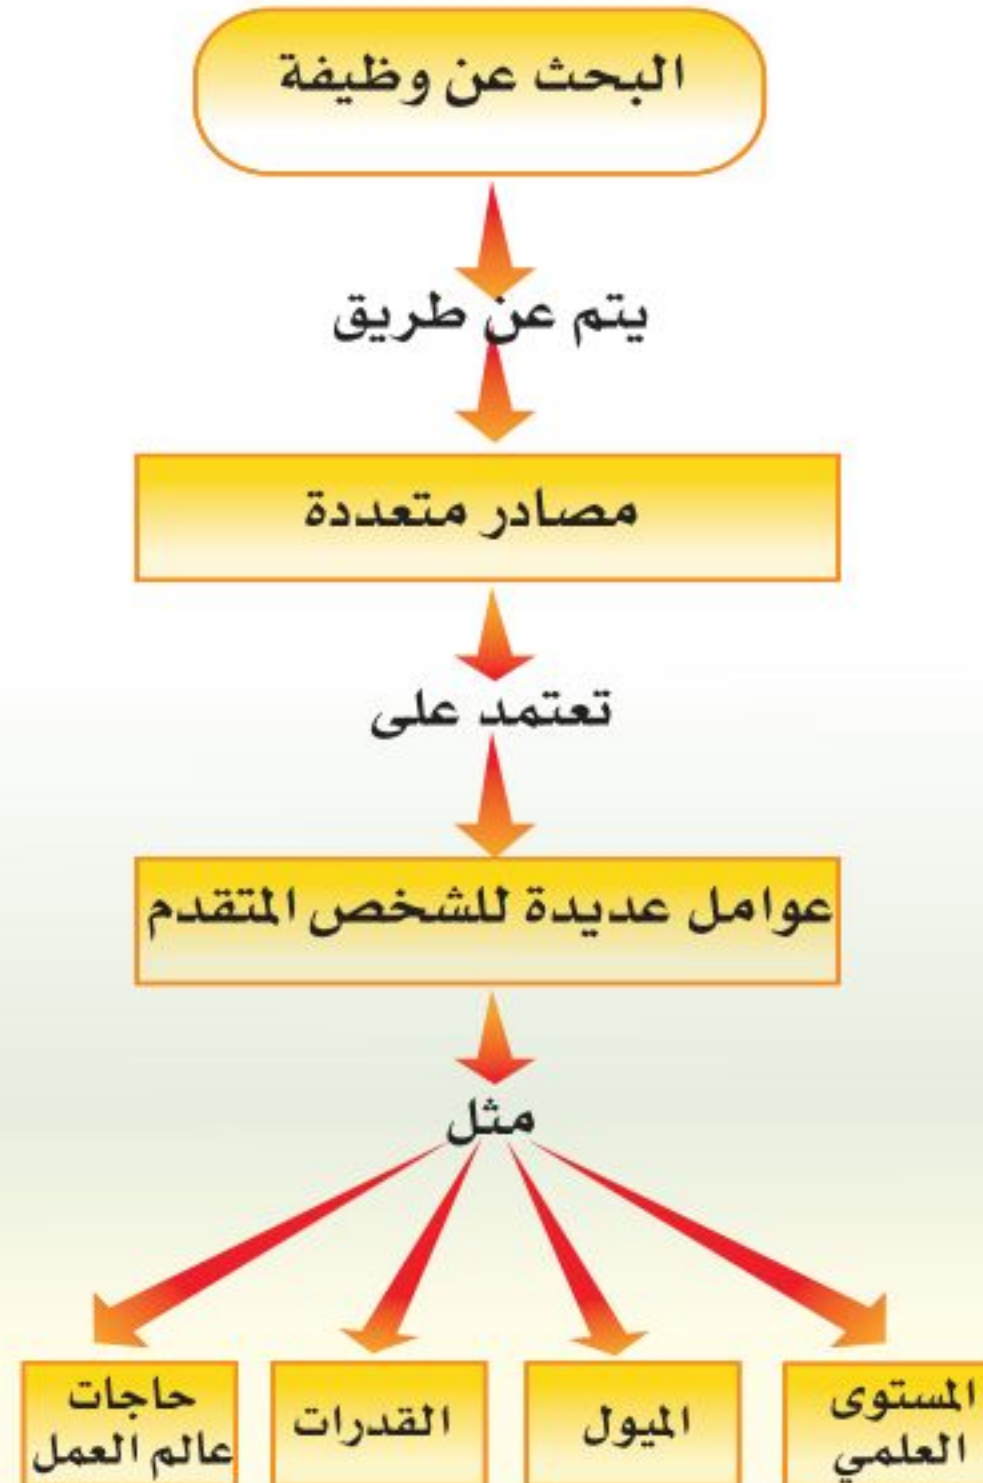 البحث عن وظيفة
يتم عن طريق
مصادر متعددة
تعتمد على
عوامل عديدة للشخص المتقدم
مثل
المستوى
العلمي
الميول
القدرات
حاجات
عالم العمل